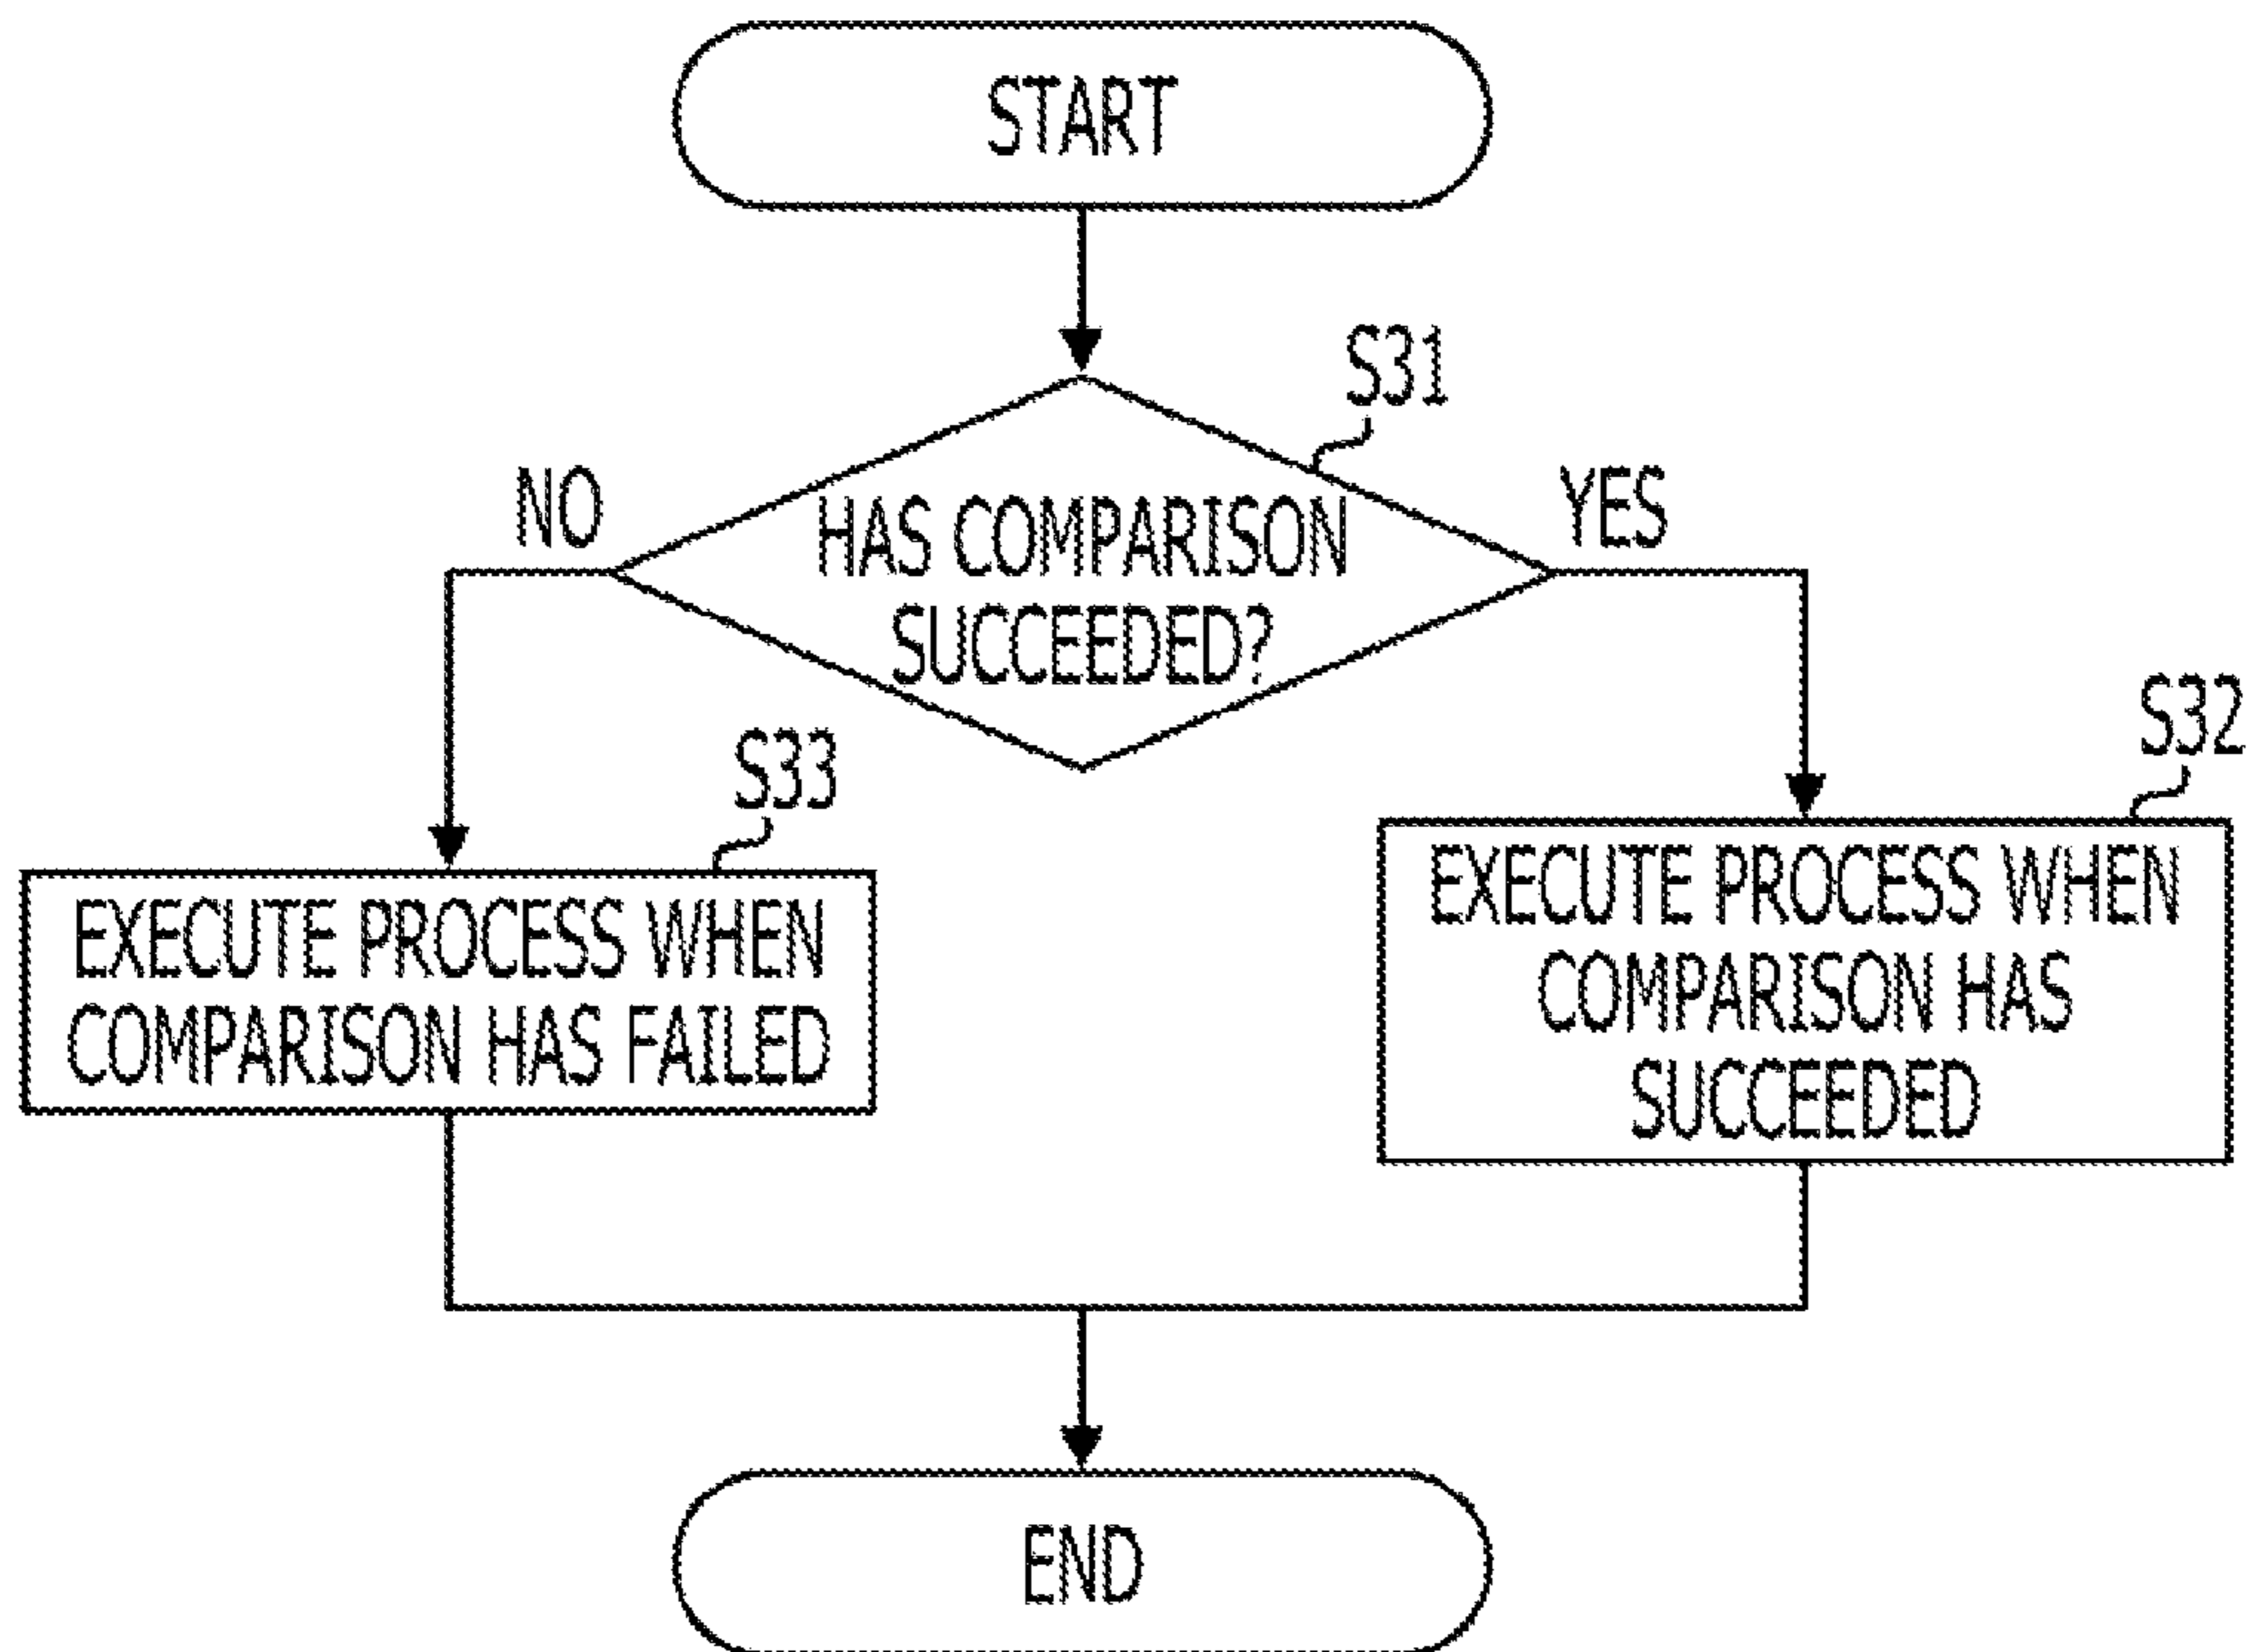 START
S31
NO
YES
HAS COMPARISON
SUCCEEDED?
S32
S33
EXECUTE PROCESS WHEN
COMPARISON HAS FAILED
EXECUTE PROCESS WHEN
COMPARISON HAS
SUCCEEDED
END